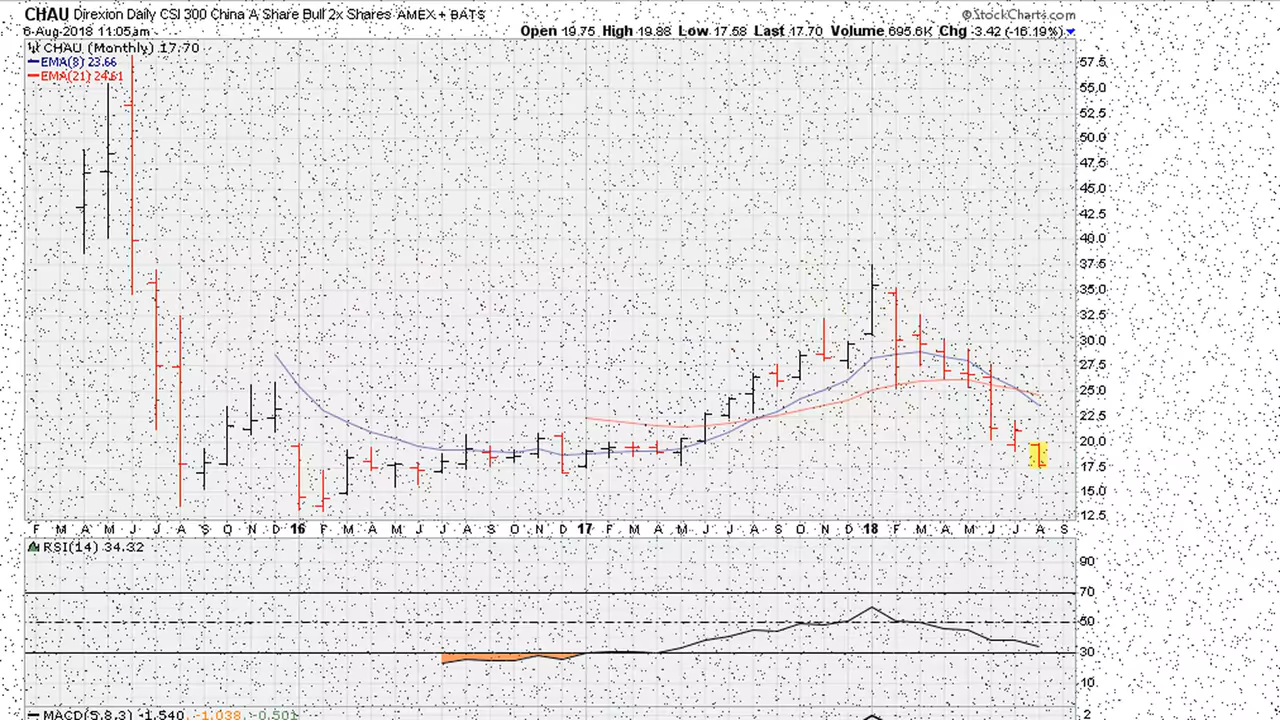 CHAU Direxion Daily CSI 300 China A Share Bull 2x Shares AMEX + BATS
© StockCharts.com
6-Aug-2018 11:05am
Open 19.75 High 19.88 Low 17.58 Last 17.70 Volume 695.6K Chg -3.42 (-16.19%)
CHAU (Monthly) 17.70
EMA(8) 23.66
EMA(21) 24.61
57.5
55.0
52.5
50.0
47.5
45.0
42.5
40.0
37.5
35.0
32.5
30.0
27.5
25.0
22.5
20.0
17.5
15.0
12.5
F M A M J J A S O N D 16 F M A M J J A S O N D 17 F M A M J J A S O N D 18 F M A M J J A S
RSI(14) 34.32
90
70
50
30
10
MACD(5,8,3) -1.540, -1.038, -0.501
2